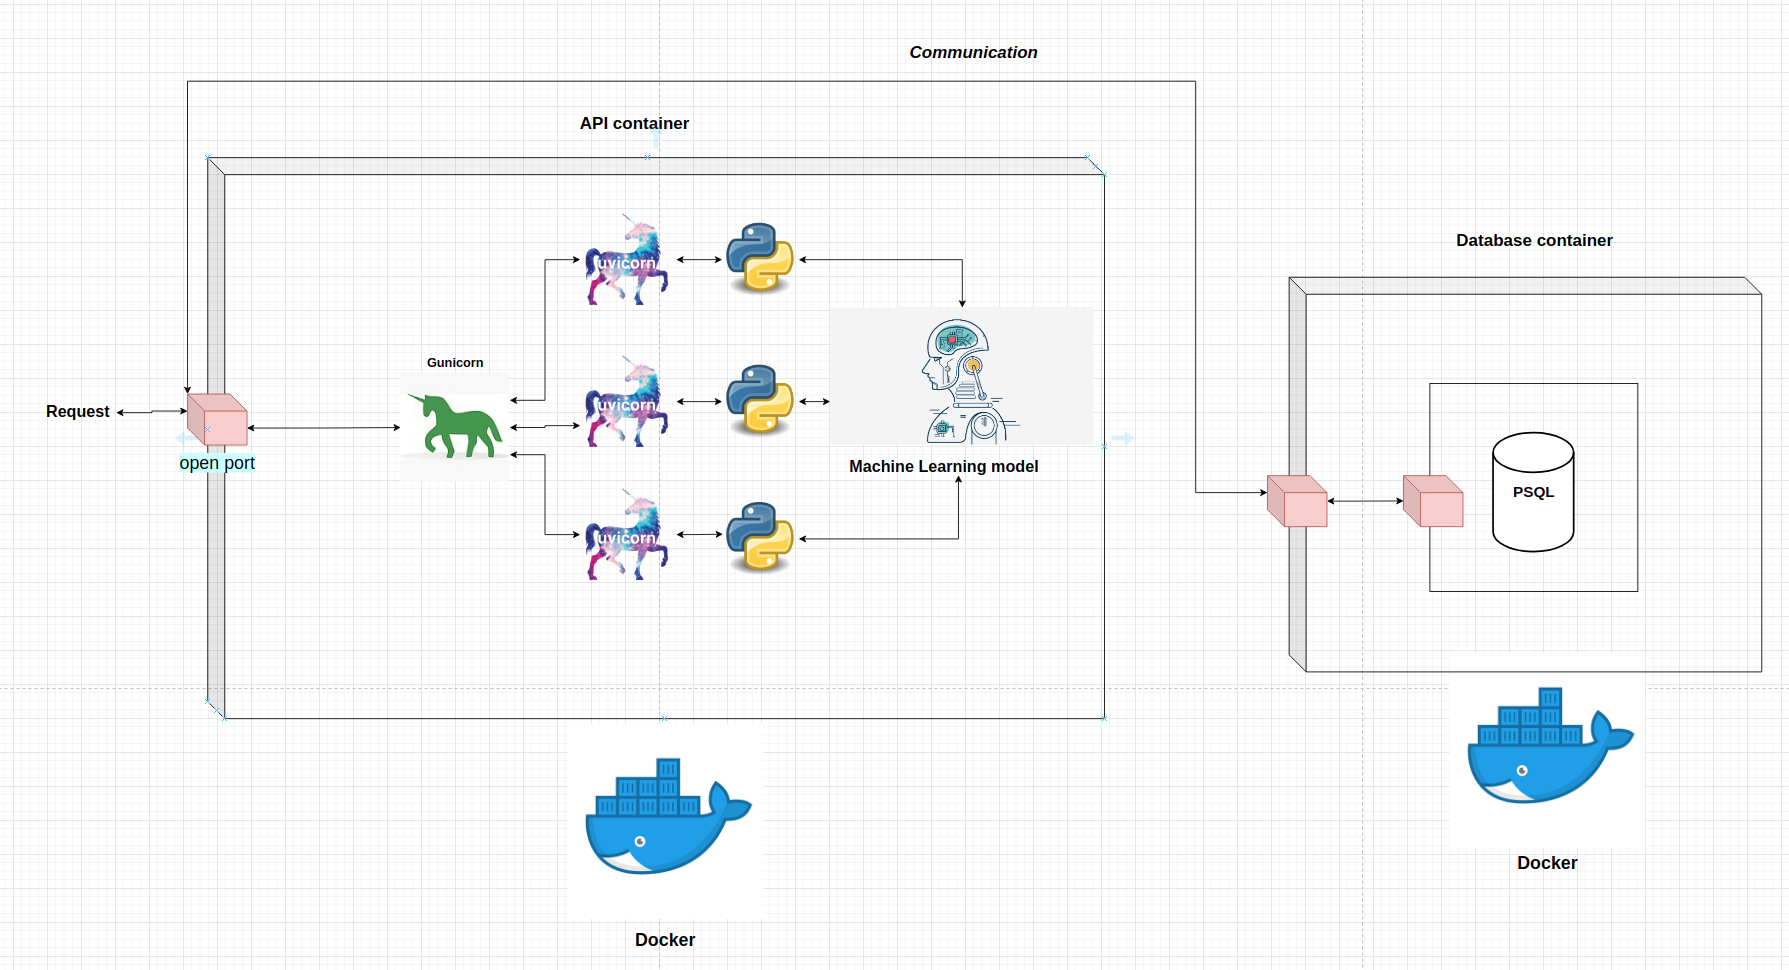 Communication
API container
Database container
uvicorn
Gunicorn
uvicorn
Request
open port
Machine Learning model
PSQL
uvicorn
Docker
Docker